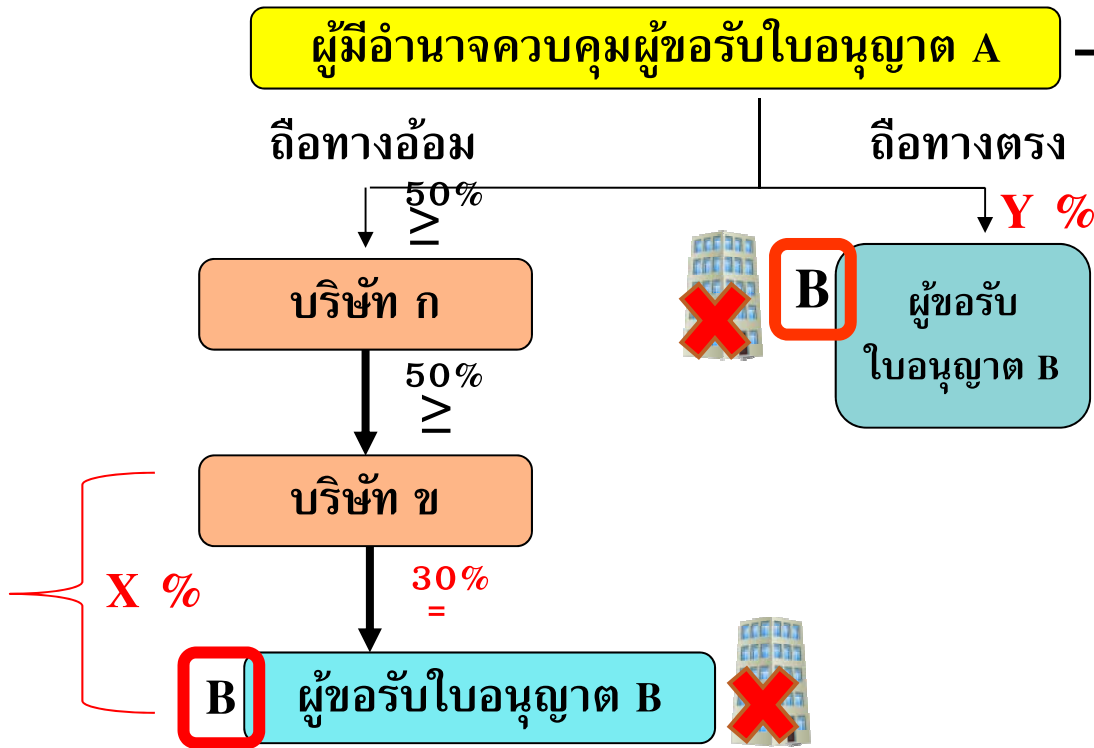 ผู้มีอำนาจควบคุมผู้ขอรับใบอนุญาต A
ถือทางอ้อม
ถือทางตรง
50%
≥
Y %
บริษัท ก
B
ผู้ขอรับ
ใบอนุญาต B
50%
≥
บริษัท ข
X %
30%
=
B
ผู้ขอรับใบอนุญาต B